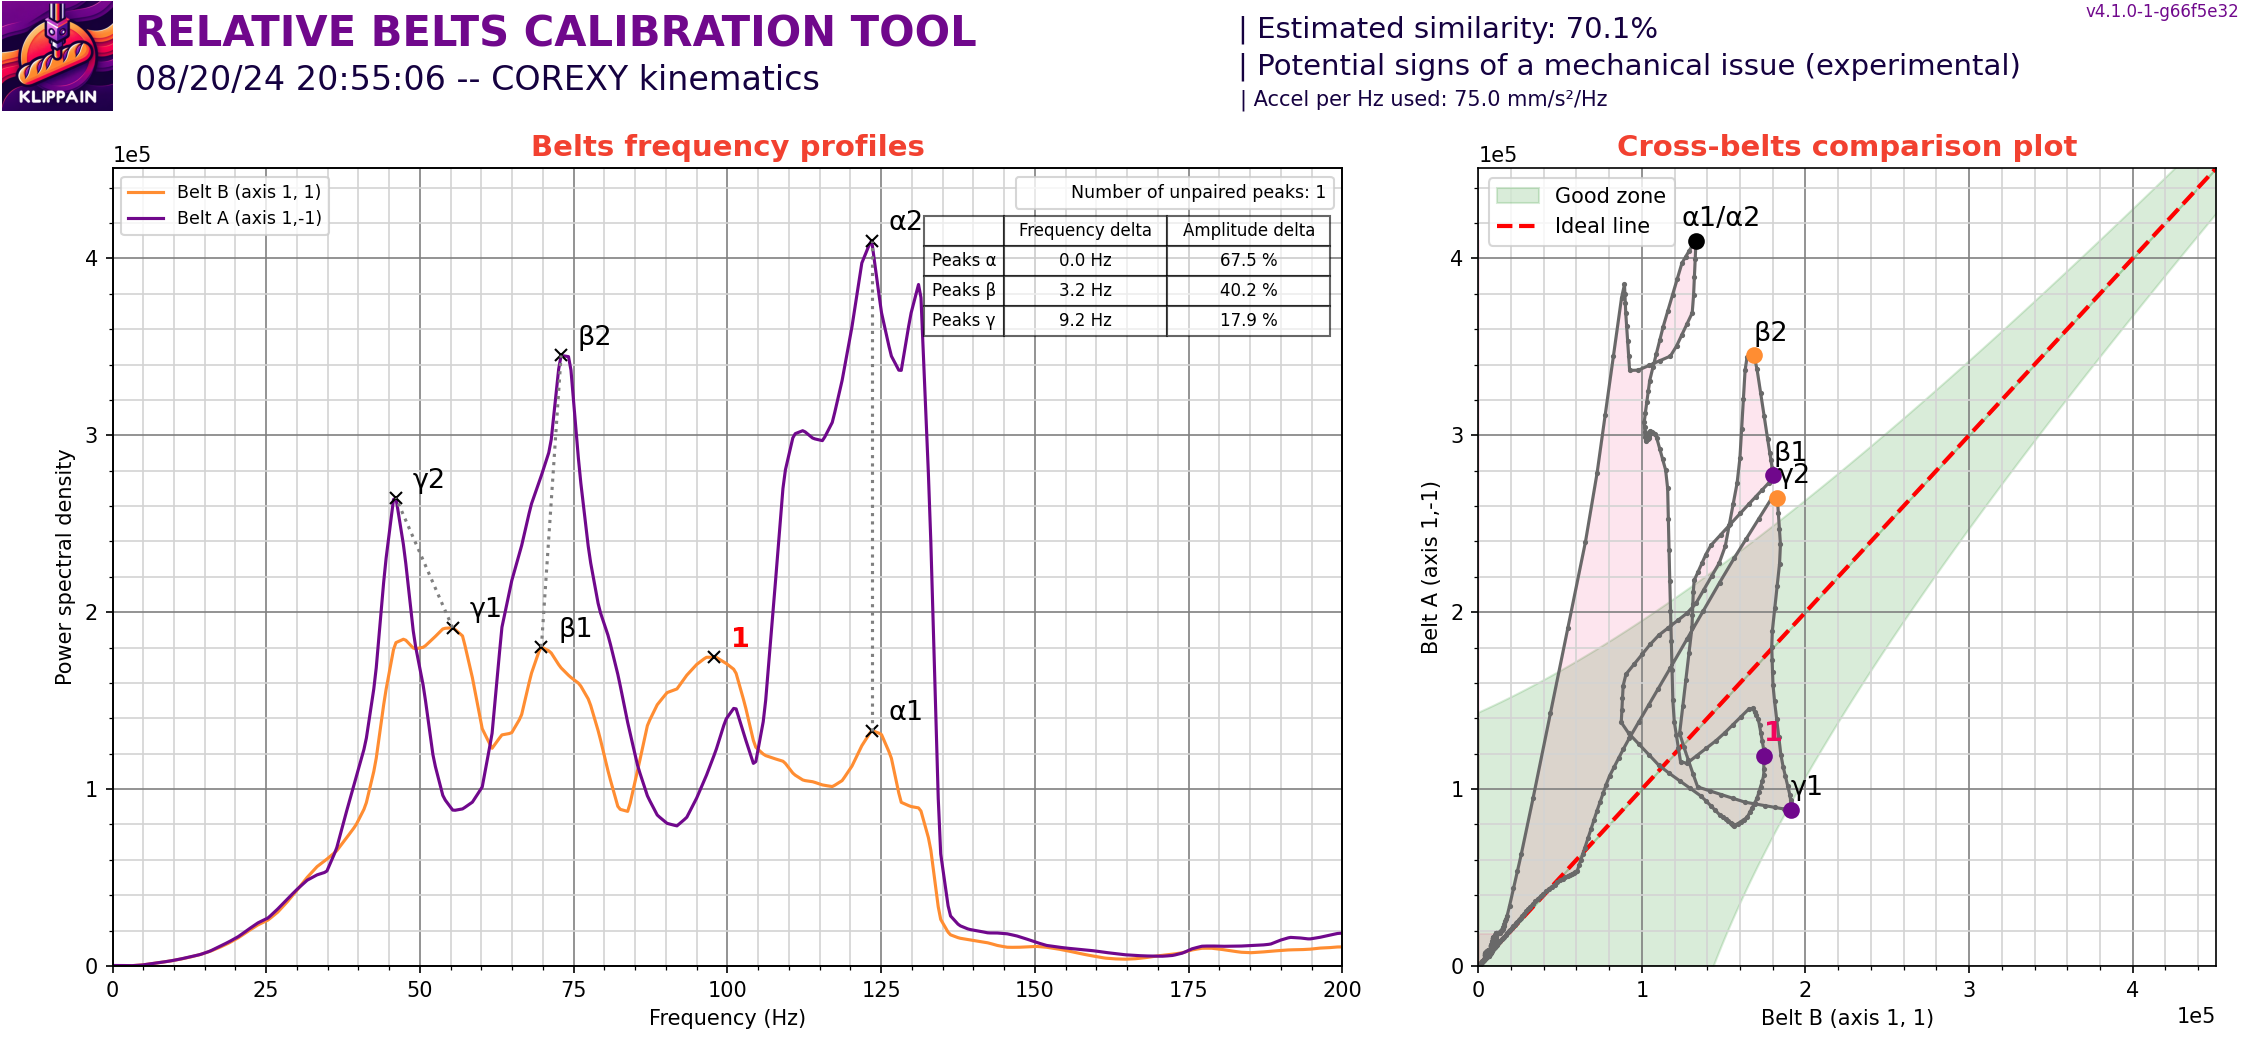 KLIPPAIN
RELATIVE BELTS CALIBRATION TOOL
08/20/24 20:55:06 -- COREXY kinematics
| Estimated similarity: 70.1%
| Potential signs of a mechanical issue (experimental)
| Accel per Hz used: 75.0 mm/s²/Hz
v4.1.0-1-g66f5e32
Belts frequency profiles
1e5
Belt B (axis 1, 1)
Belt A (axis 1,-1)
Number of unpaired peaks: 1
Frequency delta Amplitude delta
Peaks α 0.0 Hz 67.5 %
Peaks β 3.2 Hz 40.2 %
Peaks γ 9.2 Hz 17.9 %
α2
β2
γ2
γ1
β1
1
α1
Power spectral density
4
3
2
1
0
0 25 50 75 100 125 150 175 200
Frequency (Hz)
Cross-belts comparison plot
1e5
Good zone
Ideal line
α1/α2
β2
β1
γ2
1
γ1
Belt A (axis 1,-1)
4
3
2
1
0
0 1 2 3 4
Belt B (axis 1, 1)
1e5